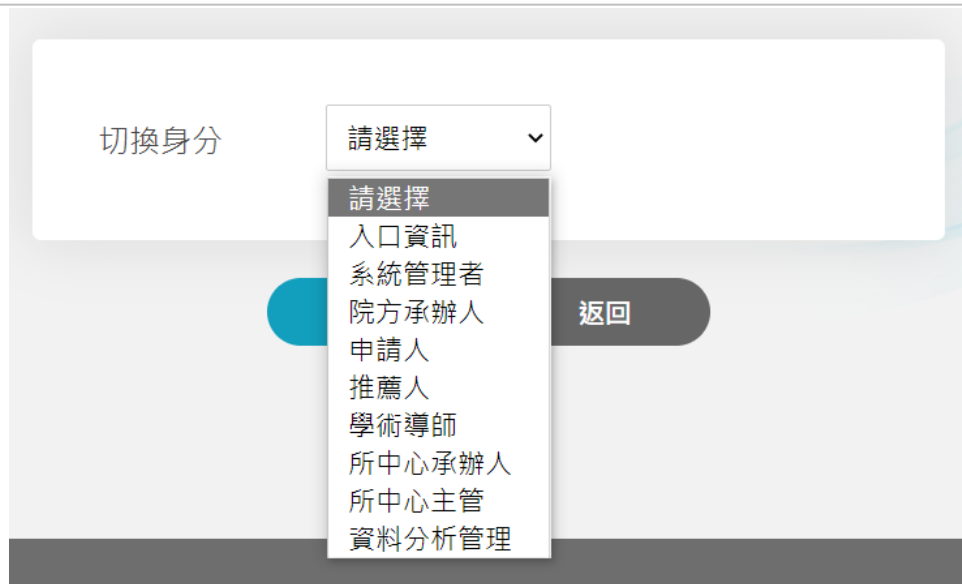 切換身分
請選擇
請選擇
入口資訊
系統管理者
院方承辦人
返回
申請人
推薦人
學術導師
所中心承辦人
所中心主管
資料分析管理